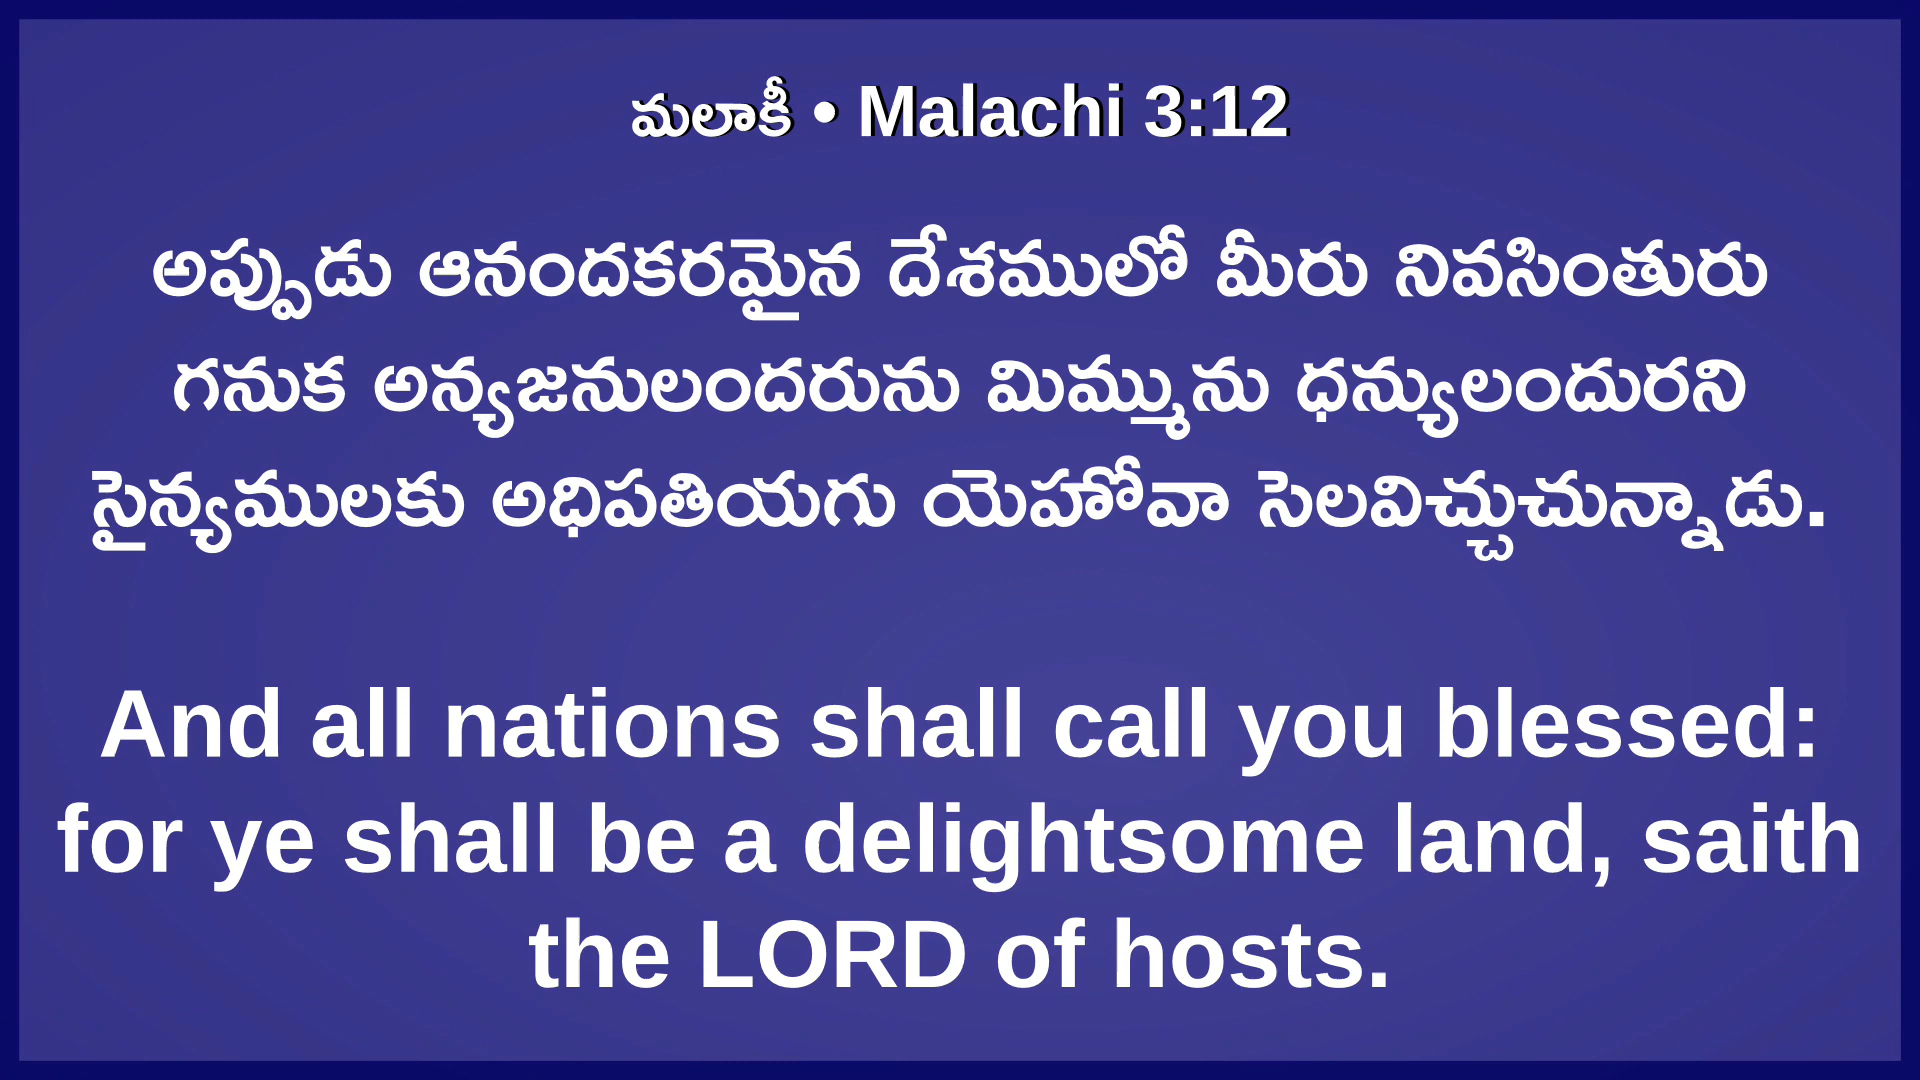 మలాకీ • Malachi 3:12
అప్పుడు ఆనందకరమైన దేశములో మీరు నివసింతురు
గనుక అన్యజనులందరును మిమ్మును ధన్యులందురని
సైన్యములకు అధిపతియగు యెహోవా సెలవిచ్చుచున్నాడు.
And all nations shall call you blessed:
for ye shall be a delightsome land, saith
the LORD of hosts.